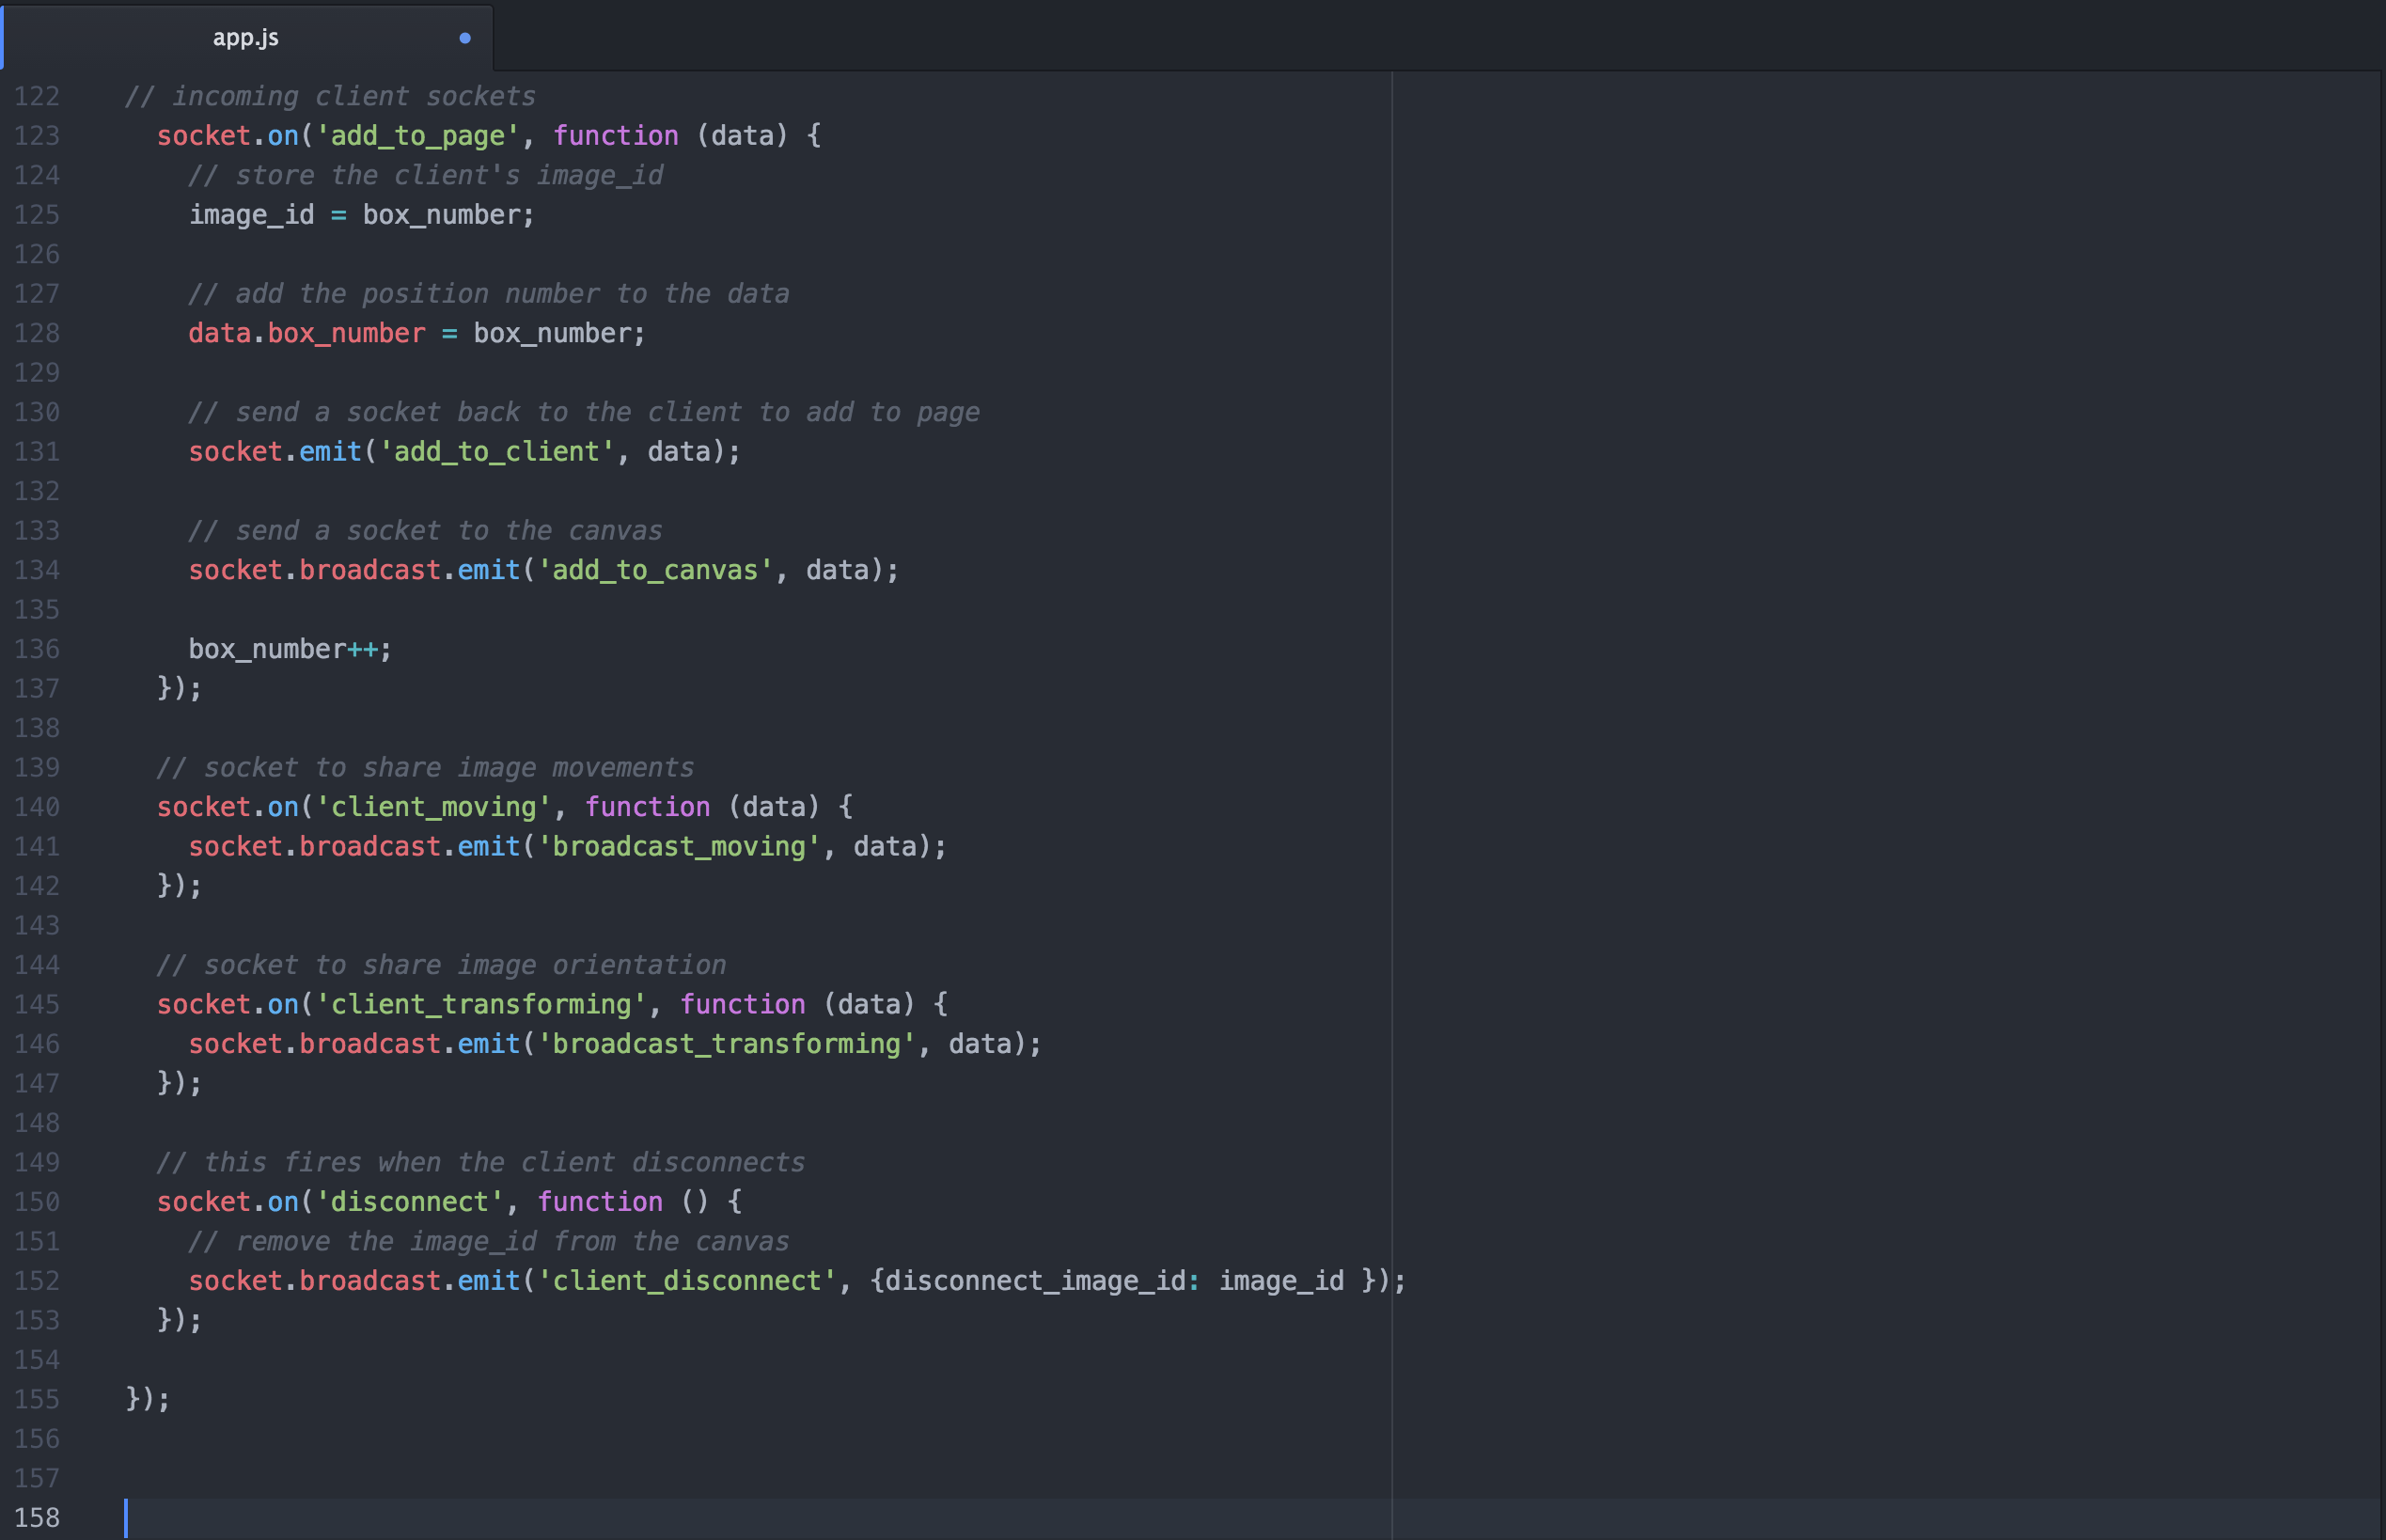 app.js
122 // incoming client sockets
123 socket.on('add_to_page', function (data) {
124 // store the client's image_id
125 image_id = box_number;
126
127 // add the position number to the data
128 data.box_number = box_number;
129
130 // send a socket back to the client to add to page
131 socket.emit('add_to_client', data);
132
133 // send a socket to the canvas
134 socket.broadcast.emit('add_to_canvas', data);
135
136 box_number++;
137 });
138
139 // socket to share image movements
140 socket.on('client_moving', function (data) {
141 socket.broadcast.emit('broadcast_moving', data);
142 });
143
144 // socket to share image orientation
145 socket.on('client_transforming', function (data) {
146 socket.broadcast.emit('broadcast_transforming', data);
147 });
148
149 // this fires when the client disconnects
150 socket.on('disconnect', function () {
151 // remove the image_id from the canvas
152 socket.broadcast.emit('client_disconnect', {disconnect_image_id: image_id });
153 });
154
155 });
156
157
158